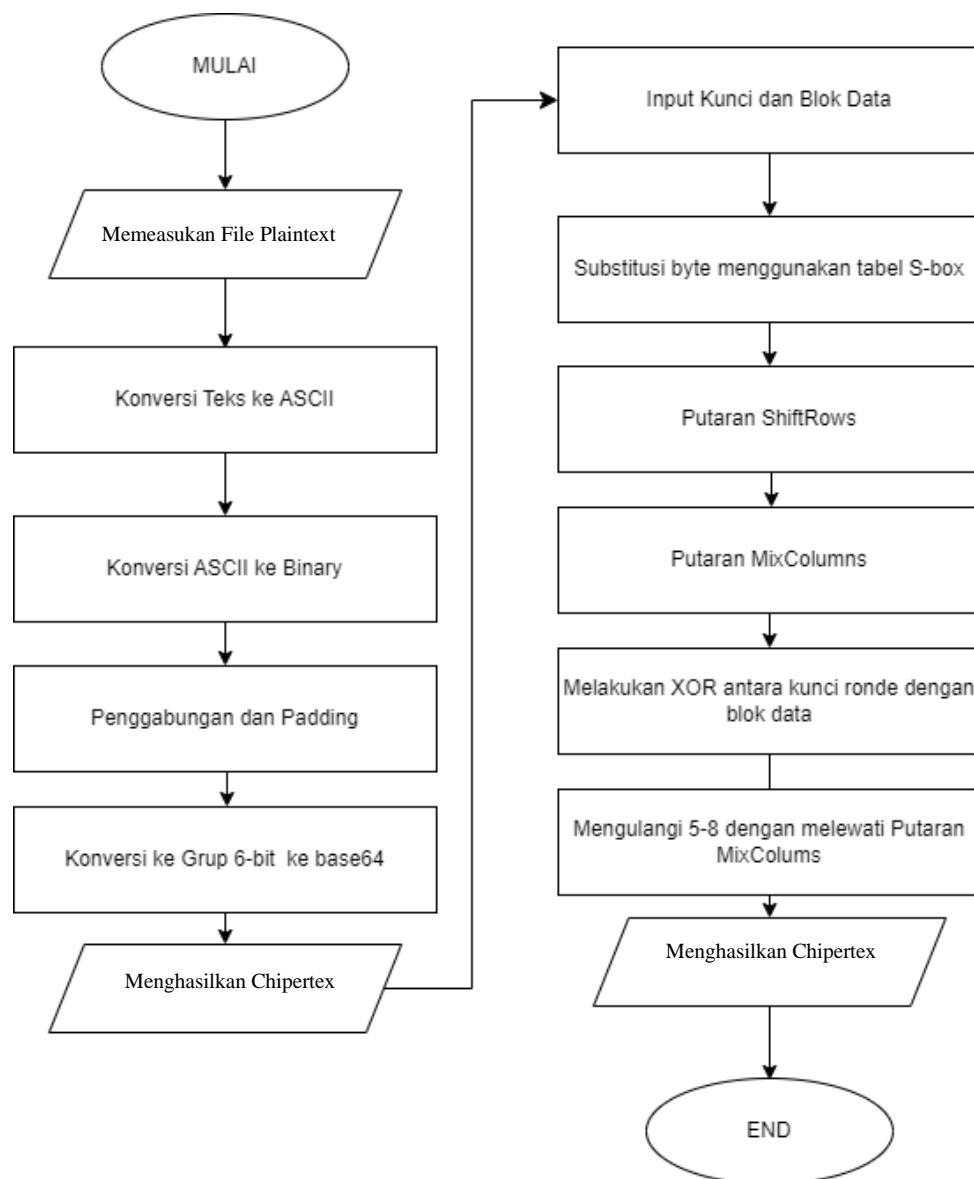 MULAI
Memeasukan File Plaintext
Konversi Teks ke ASCII
Konversi ASCII ke Binary
Penggabungan dan Padding
Konversi ke Grup 6-bit ke base64
Menghasilkan Chipertex
Input Kunci dan Blok Data
Substitusi byte menggunakan tabel S-box
Putaran ShiftRows
Putaran MixColumns
Melakukan XOR antara kunci ronde dengan
blok data
Mengulangi 5-8 dengan melewati Putaran
MixColums
Menghasilkan Chipertex
END